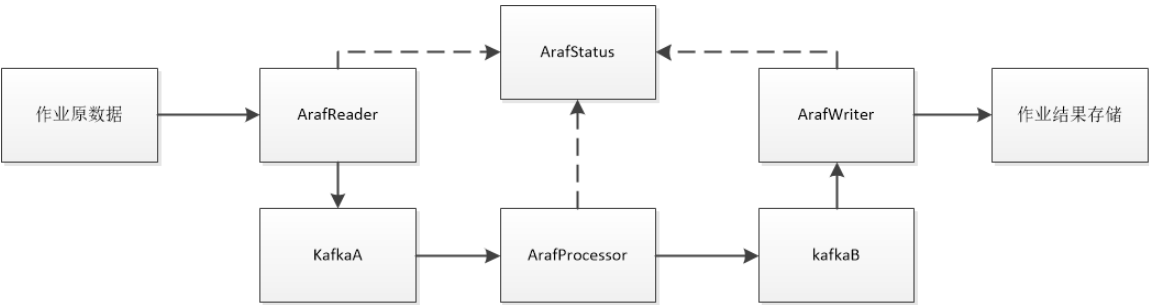 ArafStatus
作业原数据
ArafReader
ArafWriter
作业结果存储
KafkaA
ArafProcessor
kafkaB